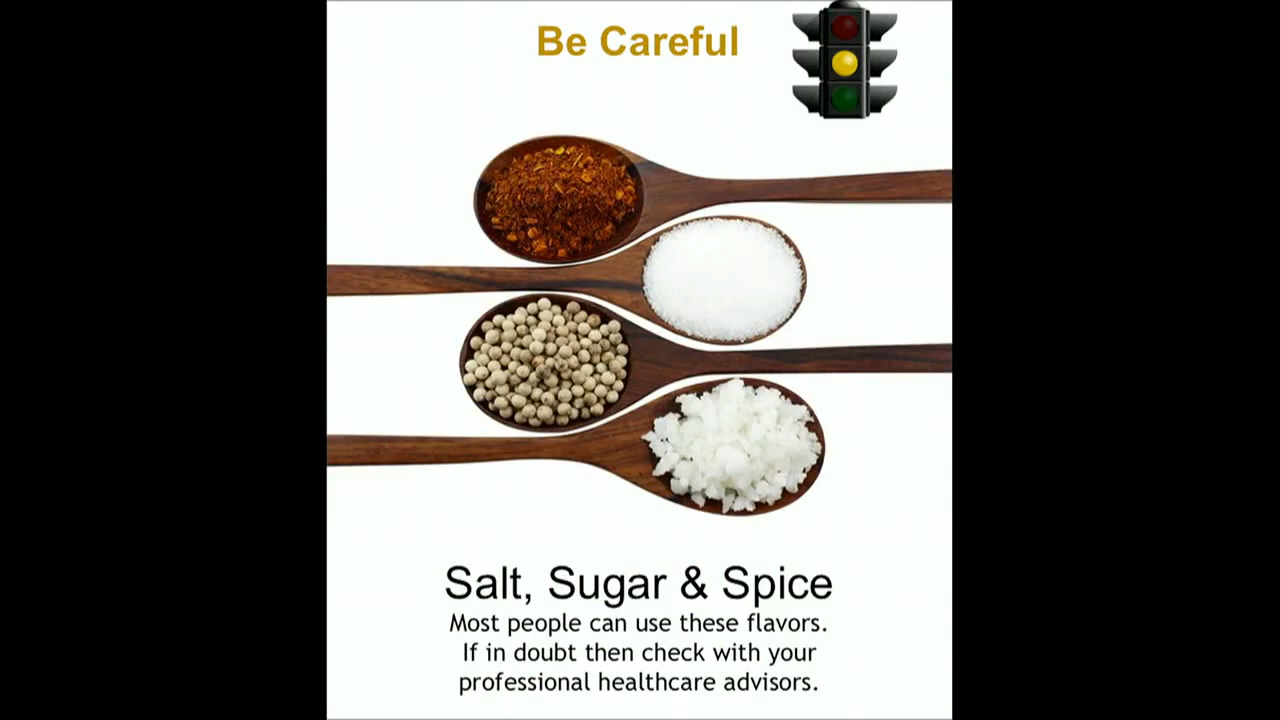 Be Careful
Salt, Sugar & Spice
Most people can use these flavors.
If in doubt then check with your
professional healthcare advisors.